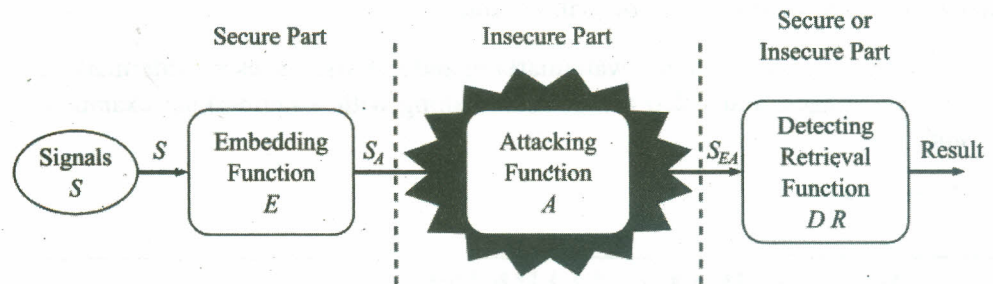 Secure Part
Insecure Part
Secure or
Insecure Part
Signals
S
S
Embedding
Function
E
S_A
Attacking
Function
A
S_EA
Detecting
Retrieval
Function
D R
Result